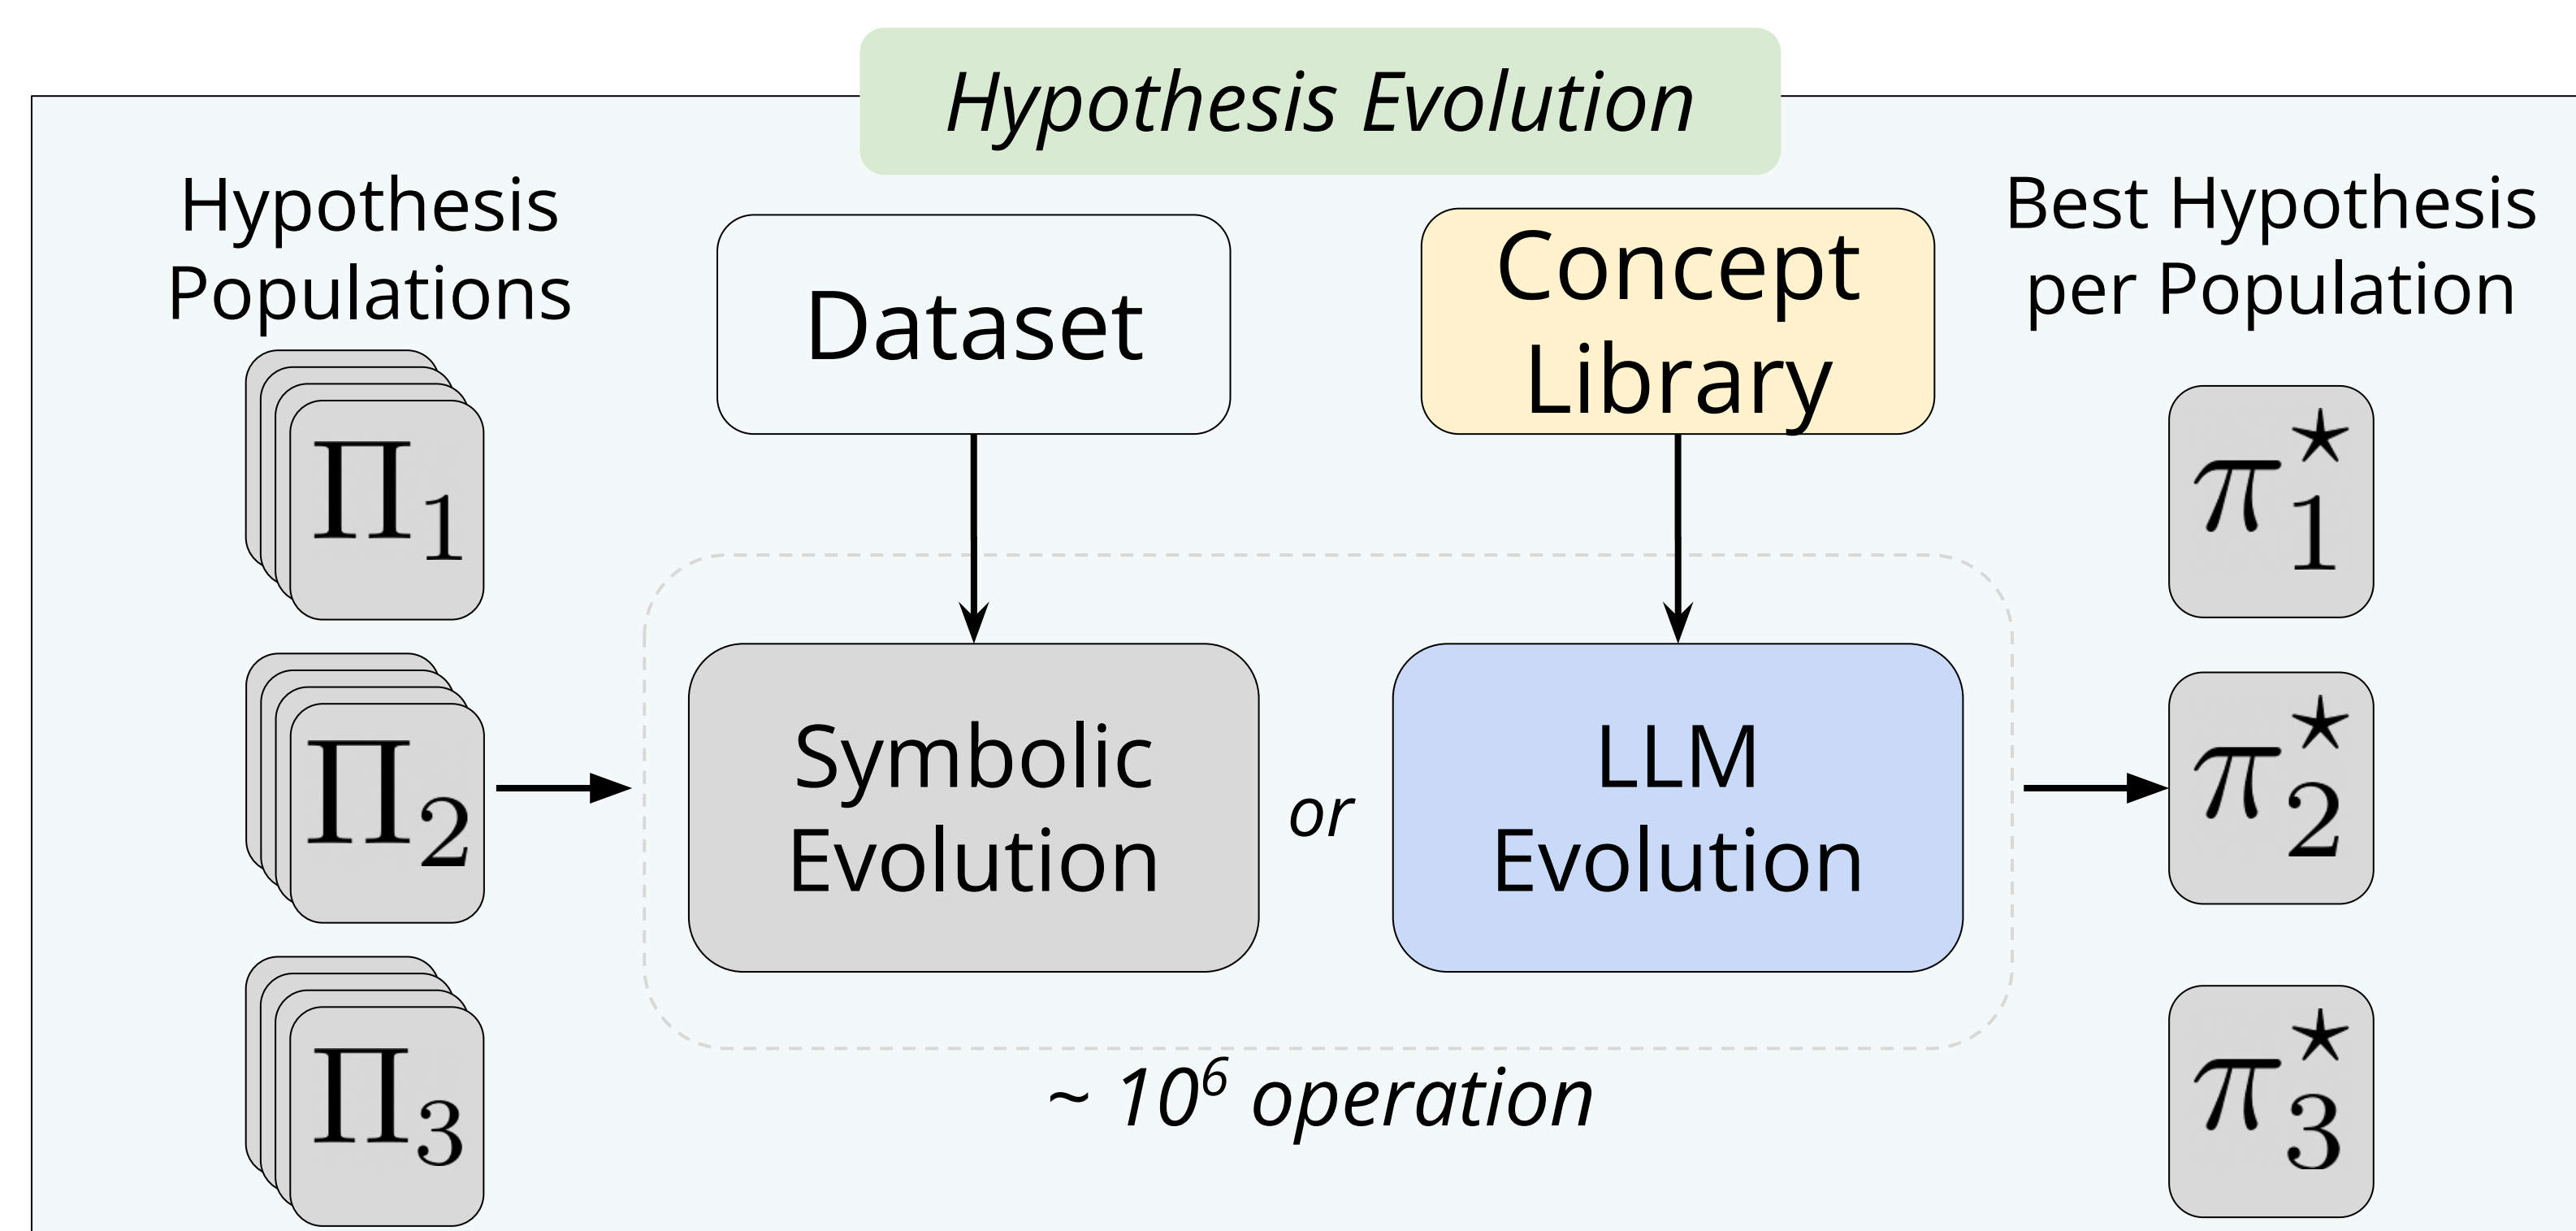 Hypothesis Evolution
Hypothesis
Populations
Π₁
Π₂
Π₃
Dataset
Concept
Library
Symbolic
Evolution
or
LLM
Evolution
~ 10⁶ operation
Best Hypothesis
per Population
π₁*
π₂*
π₃*